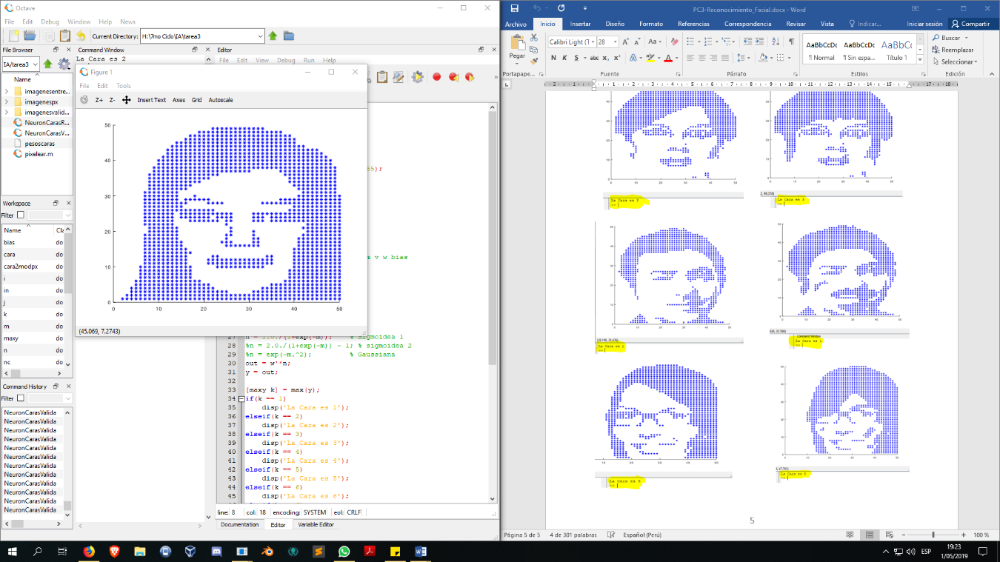 Octave
File Edit Debug Window Help News
Current Directory: H:\7mo Ciclo\IA\tarea3
File Browser
IA/tarea3
Name
imagenesentre...
imagenespx
imagenesvalid...
NeuronCarasR...
NeuronCarasV...
pesoscaras
pixelear.m
Workspace
Filter
Name Cla
bias do
cara do
cara2modpx do
i do
in do
j do
k do
m do
maxy do
n do
nc do
Command History
Filter
NeuronCarasValida
NeuronCarasValida
NeuronCarasValida
NeuronCarasValida
NeuronCarasValida
NeuronCarasValida
NeuronCarasValida
NeuronCarasValida
NeuronCarasValida
NeuronCarasValida
NeuronCarasValida
NeuronCarasValida
Command Window
La Cara es 2
Editor
File Edit View Debug Run Help
Figure 1
File Edit Tools
Z+ Z- Insert Text Axes Grid Autoscale
50
40
30
20
10
0
0 10 20 30 40 50
(45.069, 7.2743)
55);
m v w bias
27 n = 1.0./(1+exp(-m)); % Sigmoidea 1
28 %n = 2.0./(1+exp(-m)) - 1; % sigmoidea 2
29 %n = exp(-m.^2); % Gaussiana
30 out = w'*n;
31 y = out;
32
33 [maxy k] = max(y);
34 if(k == 1)
35 disp('La Cara es 1');
36 elseif(k == 2)
37 disp('La Cara es 2');
38 elseif(k == 3)
39 disp('La Cara es 3');
40 elseif(k == 4)
41 disp('La Cara es 4');
42 elseif(k == 5)
43 disp('La Cara es 5');
44 elseif(k == 6)
45 disp('La Cara es 6');
line: 8 col: 18 encoding: SYSTEM eol: CRLF
Documentation Editor Variable Editor
PC3-Reconocimiento_Facial.docx - Word
Archivo Inicio Insertar Diseño Formato Referencias Correspondencia Revisar Vista Indicar... Iniciar sesión Compartir
Pegar
Calibri Light (T 28
N K S abc x₂ x²
AaBbCcDc AaBbCcDc AaBbCc
¶ Normal ¶ Sin espa... Título 1
Buscar
Reemplazar
Seleccionar
Portapape... Fuente Párrafo Estilos Edición
La Cara es 3
>>
La Cara es 3
>>
La Cara es 1
>>
Command Window
La Cara es 1
>>
La Cara es 6
>>
La Cara es 6
>>
5
Página 5 de 5 4 de 301 palabras Español (Perú) 100 %
ESP
19:23
1/05/2019